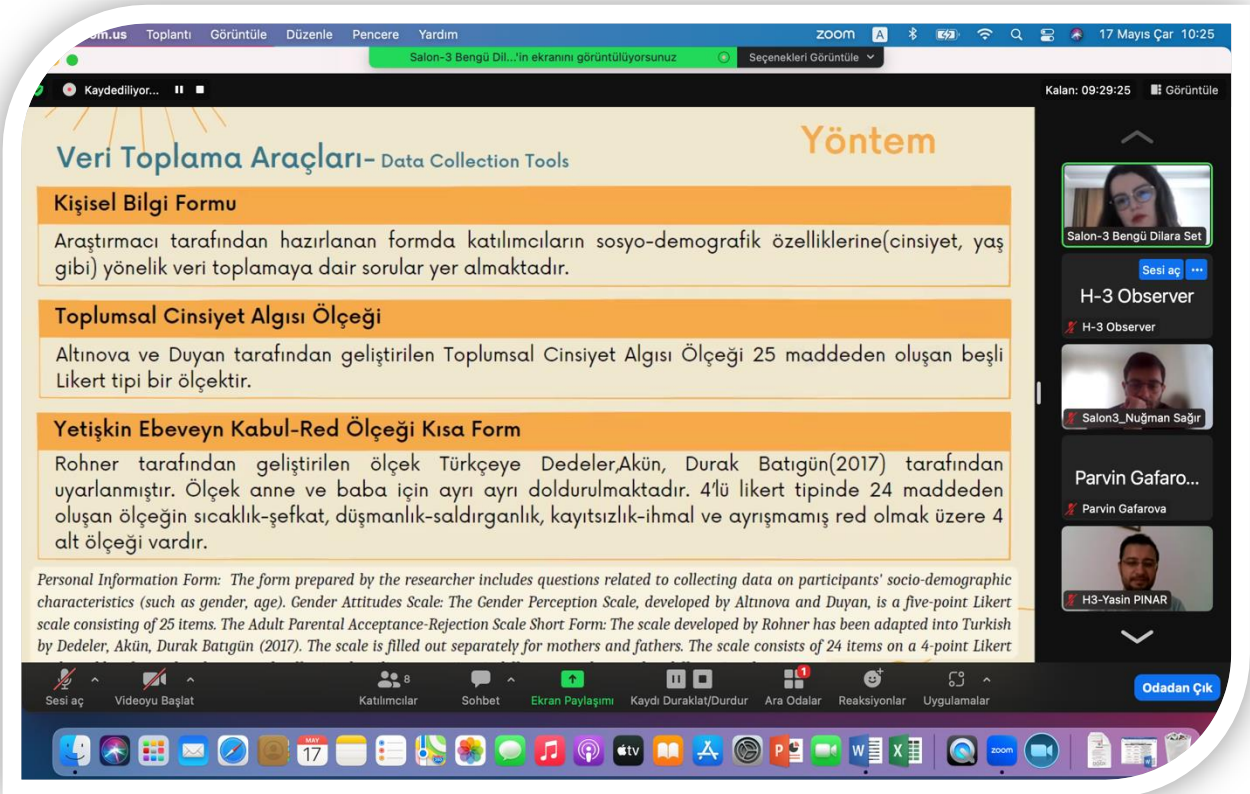 om.us Toplantı Görüntüle Düzenle Pencere Yardım zoom A 17 Mayıs Çar 10:25
Salon-3 Bengü Dil...'in ekranını görüntülüyorsunuz Seçenekleri Görüntüle
Kaydediliyor... Kalan: 09:29:25 Görüntüle
Yöntem
Veri Toplama Araçları- Data Collection Tools
Kişisel Bilgi Formu
Araştırmacı tarafından hazırlanan formda katılımcıların sosyo-demografik özelliklerine(cinsiyet, yaş
gibi) yönelik veri toplamaya dair sorular yer almaktadır.
Toplumsal Cinsiyet Algısı Ölçeği
Altınova ve Duyan tarafından geliştirilen Toplumsal Cinsiyet Algısı Ölçeği 25 maddeden oluşan beşli
Likert tipi bir ölçektir.
Yetişkin Ebeveyn Kabul-Red Ölçeği Kısa Form
Rohner tarafından geliştirilen ölçek Türkçeye Dedeler,Akün, Durak Batıgün(2017) tarafından
uyarlanmıştır. Ölçek anne ve baba için ayrı ayrı doldurulmaktadır. 4'lü likert tipinde 24 maddeden
oluşan ölçeğin sıcaklık-şefkat, düşmanlık-saldırganlık, kayıtsızlık-ihmal ve ayrışmamış red olmak üzere 4
alt ölçeği vardır.
Personal Information Form: The form prepared by the researcher includes questions related to collecting data on participants' socio-demographic
characteristics (such as gender, age). Gender Attitudes Scale: The Gender Perception Scale, developed by Altınova and Duyan, is a five-point Likert
scale consisting of 25 items. The Adult Parental Acceptance-Rejection Scale Short Form: The scale developed by Rohner has been adapted into Turkish
by Dedeler, Akün, Durak Batıgün (2017). The scale is filled out separately for mothers and fathers. The scale consists of 24 items on a 4-point Likert
Salon-3 Bengü Dilara Set
Sesi aç
H-3 Observer
H-3 Observer
Salon3_Nuğman Sağır
Parvin Gafaro...
Parvin Gafarova
H3-Yasin PINAR
8
1
Sesi aç Videoyu Başlat Katılımcılar Sohbet Ekran Paylaşımı Kaydı Duraklat/Durdur Ara Odalar Reaksiyonlar Uygulamalar Odadan Çık
MAY
17
tv
zoom